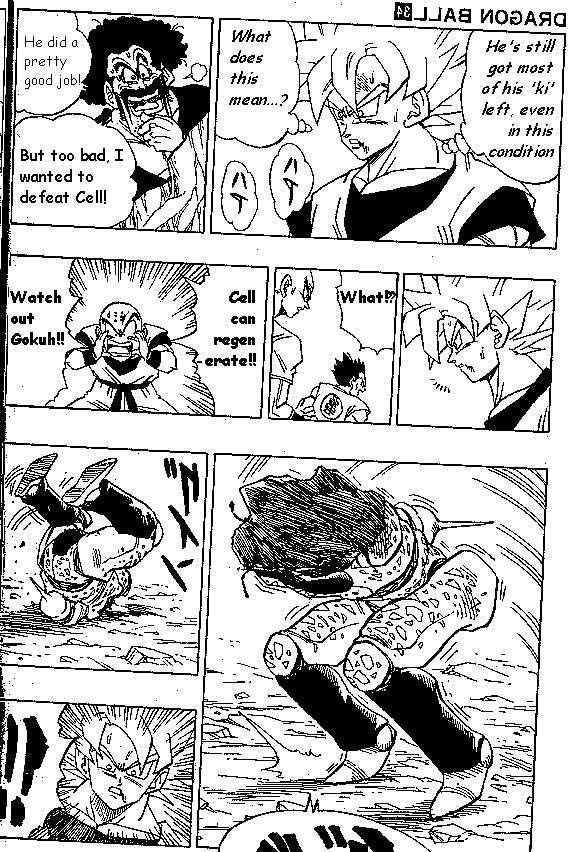 DRAGON BALL 34
He's still
got most
of his 'ki'
left, even
in this
condition
What
does
this
mean...?
He did a
pretty
good job!
But too bad, I
wanted to
defeat Cell!
What!?
Cell
can
regen
-erate!!
Watch
out
Gokuh!!